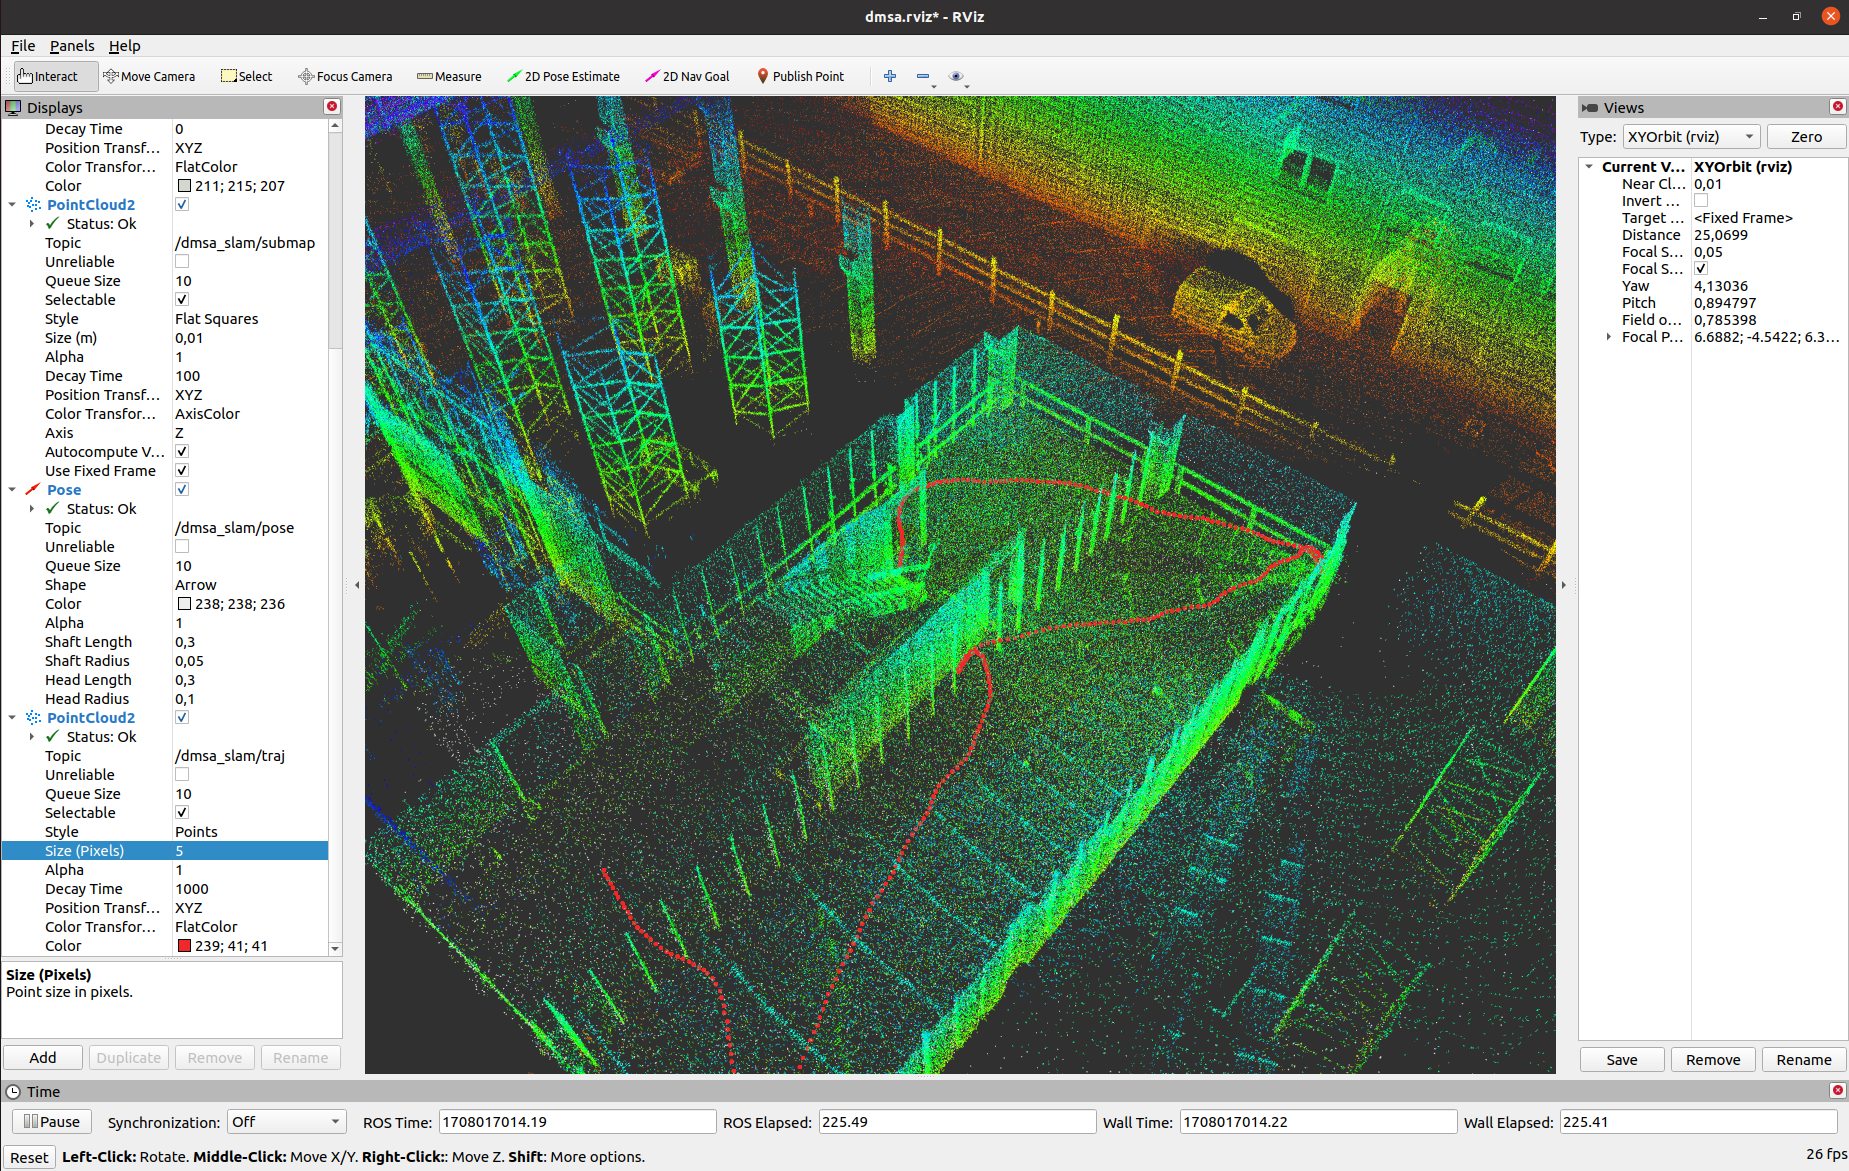 dmsa.rviz* - RViz
File Panels Help
Interact Move Camera Select Focus Camera Measure 2D Pose Estimate 2D Nav Goal Publish Point
Displays
Decay Time 0
Position Transf... XYZ
Color Transfor... FlatColor
Color 211; 215; 207
PointCloud2
Status: Ok
Topic /dmsa_slam/submap
Unreliable
Queue Size 10
Selectable
Style Flat Squares
Size (m) 0,01
Alpha 1
Decay Time 100
Position Transf... XYZ
Color Transfor... AxisColor
Axis Z
Autocompute V...
Use Fixed Frame
Pose
Status: Ok
Topic /dmsa_slam/pose
Unreliable
Queue Size 10
Shape Arrow
Color 238; 238; 236
Alpha 1
Shaft Length 0,3
Shaft Radius 0,05
Head Length 0,3
Head Radius 0,1
PointCloud2
Status: Ok
Topic /dmsa_slam/traj
Unreliable
Queue Size 10
Selectable
Style Points
Size (Pixels) 5
Alpha 1
Decay Time 1000
Position Transf... XYZ
Color Transfor... FlatColor
Color 239; 41; 41
Size (Pixels)
Point size in pixels.
Add Duplicate Remove Rename
Views
Type: XYOrbit (rviz) Zero
Current V... XYOrbit (rviz)
Near Cl... 0,01
Invert ...
Target ... <Fixed Frame>
Distance 25,0699
Focal S... 0,05
Focal S...
Yaw 4,13036
Pitch 0,894797
Field o... 0,785398
Focal P... 6.6882; -4.5422; 6.3...
Save Remove Rename
Time
Pause Synchronization: Off ROS Time: 1708017014.19 ROS Elapsed: 225.49 Wall Time: 1708017014.22 Wall Elapsed: 225.41
Reset Left-Click: Rotate. Middle-Click: Move X/Y. Right-Click:: Move Z. Shift: More options. 26 fps